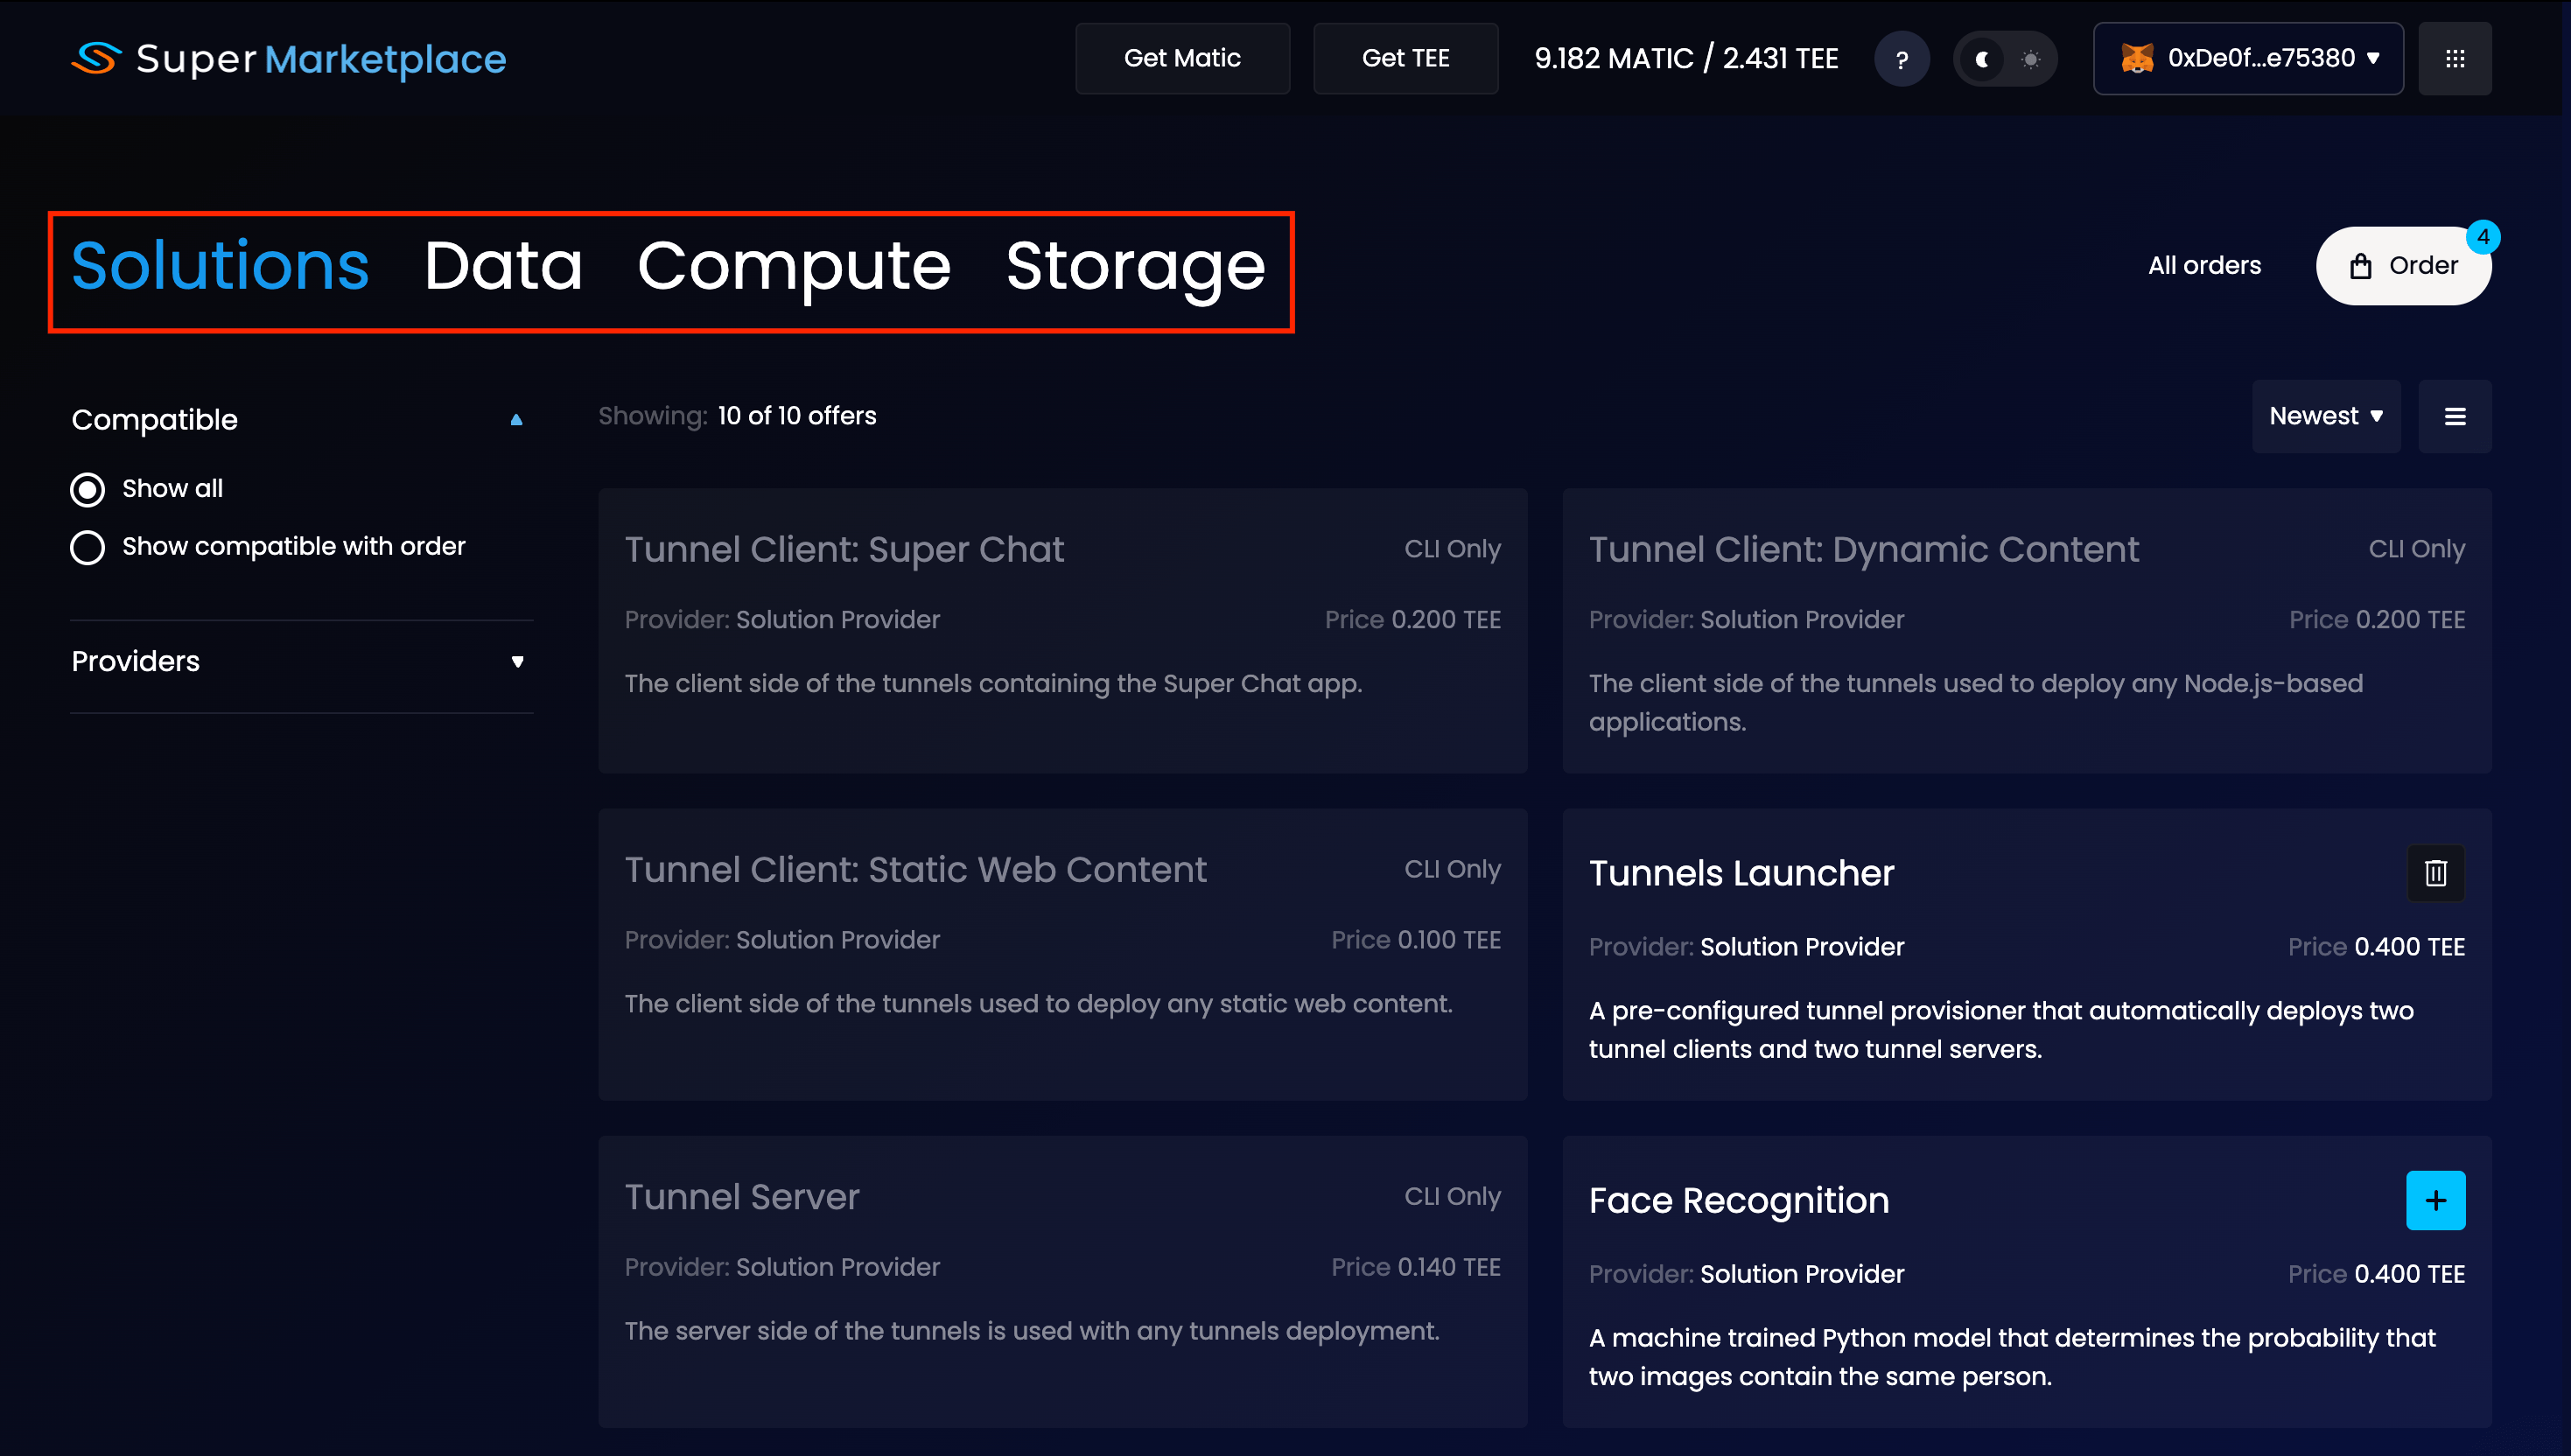 Super Marketplace
Get Matic
Get TEE
9.182 MATIC / 2.431 TEE
?
0xDe0f...e75380
Solutions Data Compute Storage
All orders
Order
4
Compatible
Show all
Show compatible with order
Providers
Showing: 10 of 10 offers
Newest
Tunnel Client: Super Chat
CLI Only
Provider: Solution Provider
Price 0.200 TEE
The client side of the tunnels containing the Super Chat app.
Tunnel Client: Dynamic Content
CLI Only
Provider: Solution Provider
Price 0.200 TEE
The client side of the tunnels used to deploy any Node.js-based
applications.
Tunnel Client: Static Web Content
CLI Only
Provider: Solution Provider
Price 0.100 TEE
The client side of the tunnels used to deploy any static web content.
Tunnels Launcher
Provider: Solution Provider
Price 0.400 TEE
A pre-configured tunnel provisioner that automatically deploys two
tunnel clients and two tunnel servers.
Tunnel Server
CLI Only
Provider: Solution Provider
Price 0.140 TEE
The server side of the tunnels is used with any tunnels deployment.
Face Recognition
Provider: Solution Provider
Price 0.400 TEE
A machine trained Python model that determines the probability that
two images contain the same person.